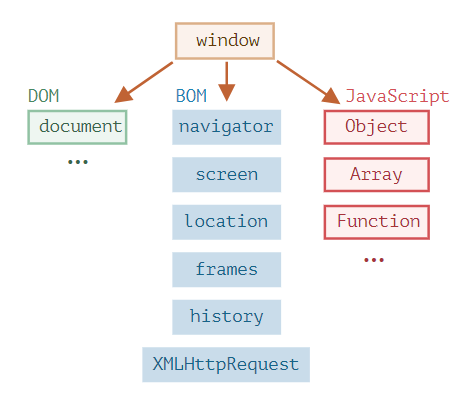 window
DOM
BOM
JavaScript
document
navigator
Object
...
screen
Array
location
Function
frames
...
history
XMLHttpRequest